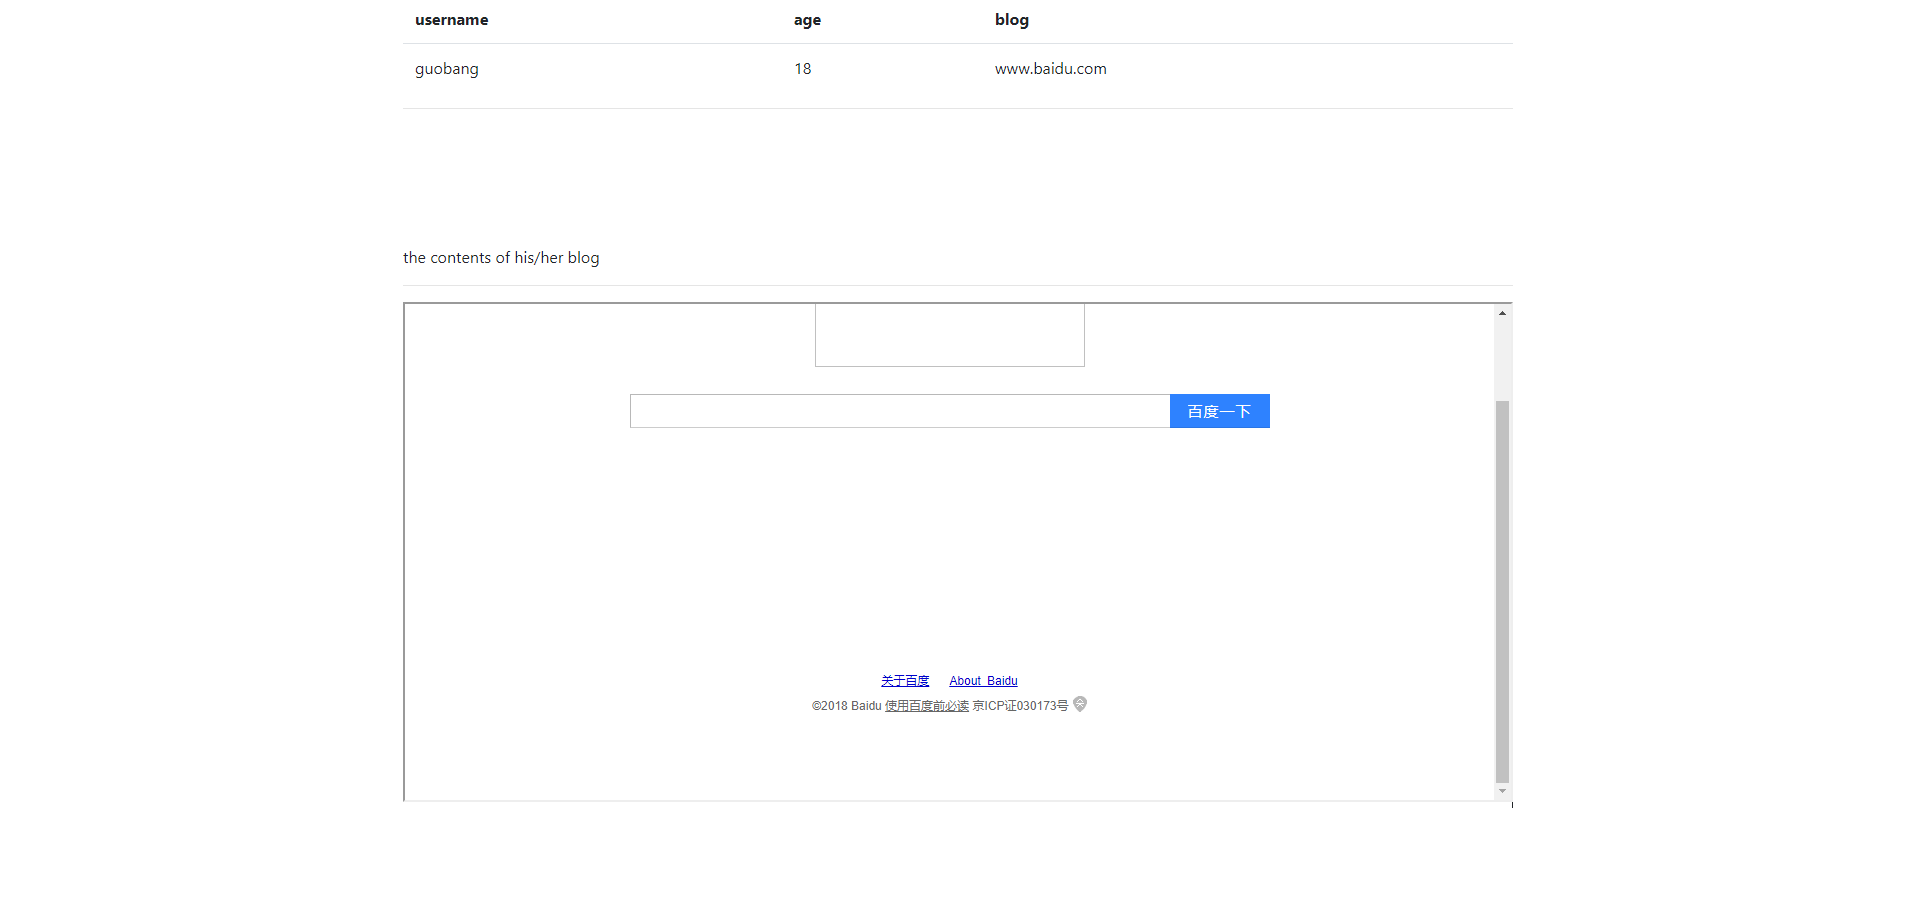 username age blog
guobang 18 www.baidu.com
the contents of his/her blog
百度一下
关于百度 About Baidu
©2018 Baidu 使用百度前必读 京ICP证030173号